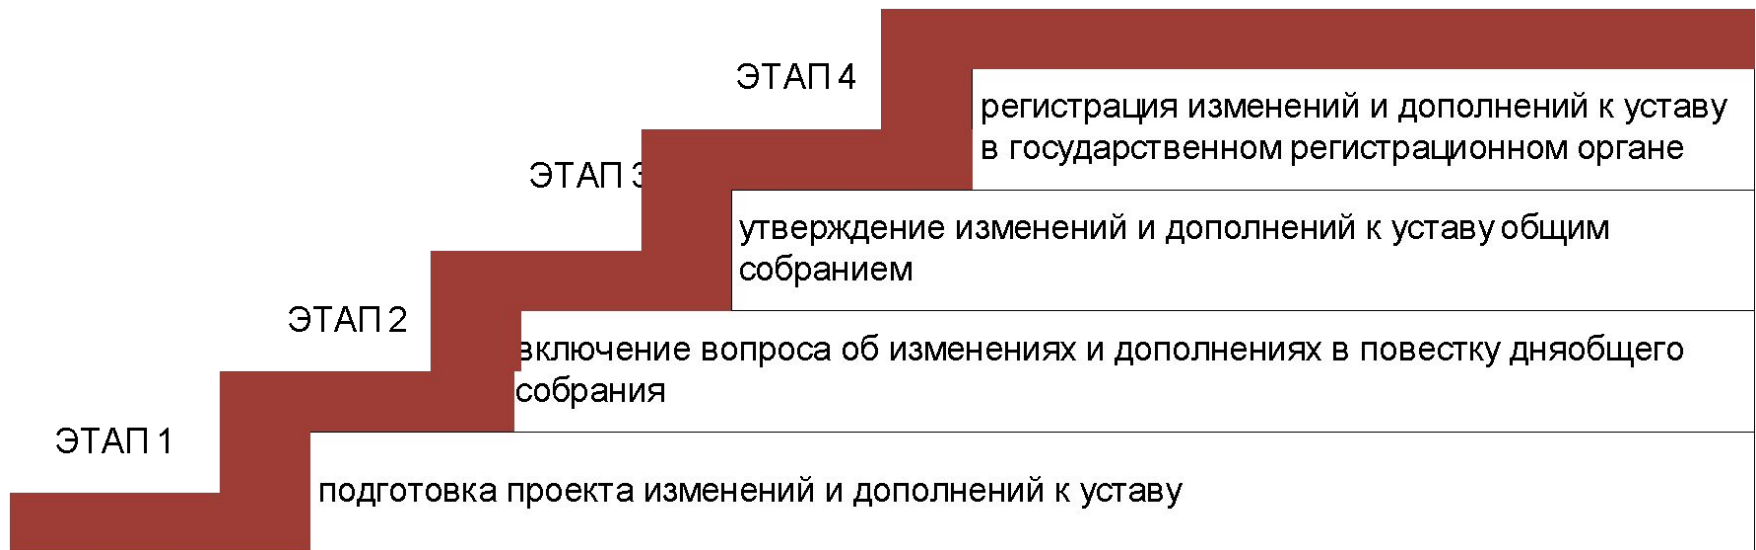 ЭТАП 4
регистрация изменений и дополнений к уставу
в государственном регистрационном органе
ЭТАП 3
утверждение изменений и дополнений к уставу общим
собранием
ЭТАП 2
включение вопроса об изменениях и дополнениях в повестку дняобщего
собрания
ЭТАП 1
подготовка проекта изменений и дополнений к уставу